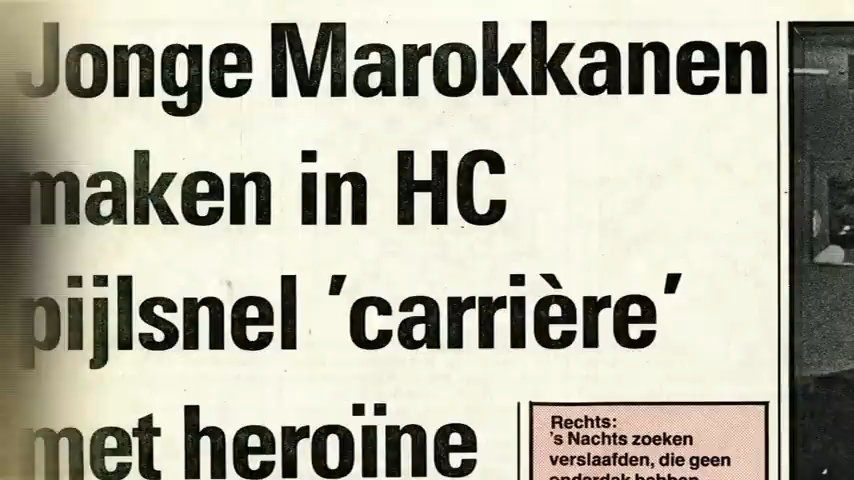 Jonge Marokkanen
maken in HC
pijlsnel 'carrière'
met heroïne
Rechts:
's Nachts zoeken
verslaafden, die geen
onderdak hebben